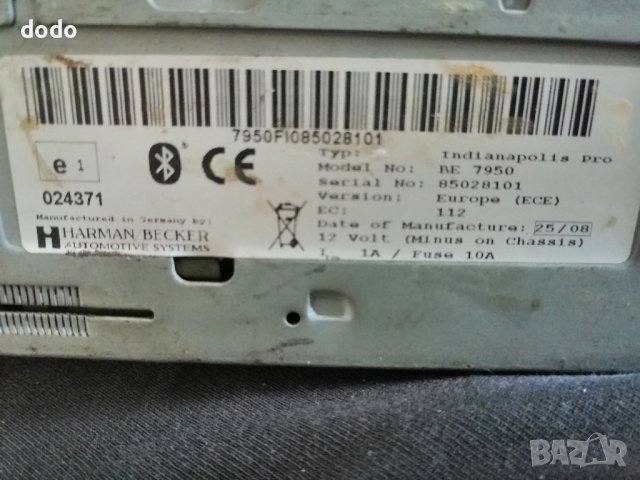 dodo
7950FI085028101
e 1
CE
024371
Manufactured in Germany by:
HARMAN/BECKER
AUTOMOTIVE SYSTEMS
Typ: Indianapolis Pro
Model No: BE 7950
Serial No: 85028101
Version: Europe (ECE)
EC: 112
Date of Manufacture: 25/08
12 Volt (Minus on Chassis)
1A / Fuse 10A
BAZAR